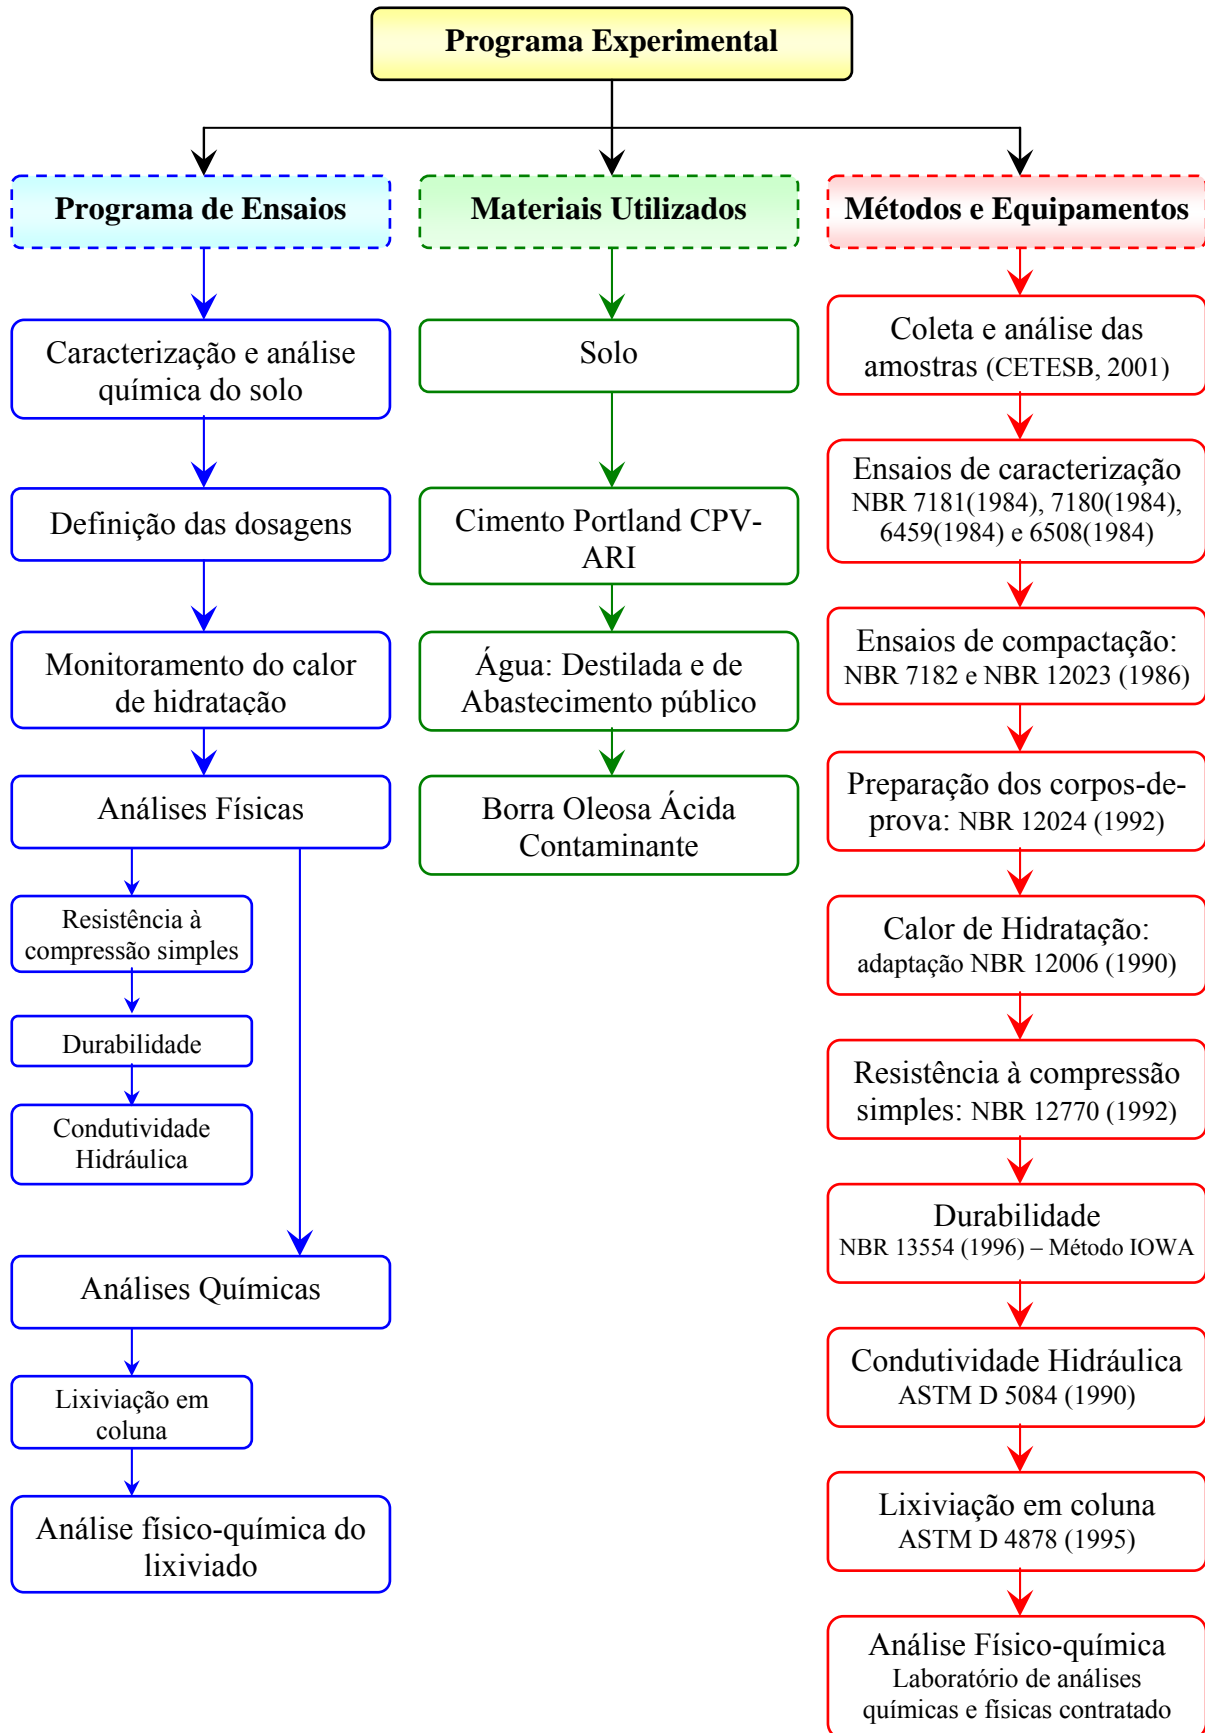 Programa Experimental
Programa de Ensaios
Caracterização e análise
química do solo
Definição das dosagens
Monitoramento do calor
de hidratação
Análises Físicas
Resistência à
compressão simples
Durabilidade
Condutividade
Hidráulica
Análises Químicas
Lixiviação em
coluna
Análise físico-química do
lixiviado
Materiais Utilizados
Solo
Cimento Portland CPV-
ARI
Água: Destilada e de
Abastecimento público
Borra Oleosa Ácida
Contaminante
Métodos e Equipamentos
Coleta e análise das
amostras (CETESB, 2001)
Ensaios de caracterização
NBR 7181(1984), 7180(1984),
6459(1984) e 6508(1984)
Ensaios de compactação:
NBR 7182 e NBR 12023 (1986)
Preparação dos corpos-de-
prova: NBR 12024 (1992)
Calor de Hidratação:
adaptação NBR 12006 (1990)
Resistência à compressão
simples: NBR 12770 (1992)
Durabilidade
NBR 13554 (1996) – Método IOWA
Condutividade Hidráulica
ASTM D 5084 (1990)
Lixiviação em coluna
ASTM D 4878 (1995)
Análise Físico-química
Laboratório de análises
químicas e físicas contratado